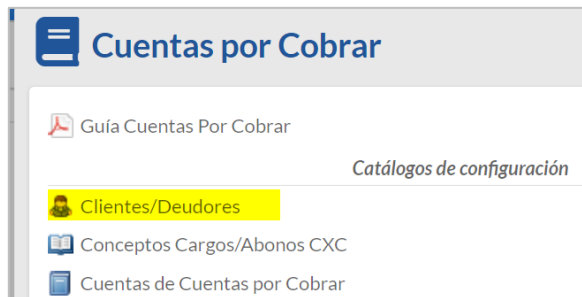 Cuentas por Cobrar
Guía Cuentas Por Cobrar
Catálogos de configuración
Clientes/Deudores
Conceptos Cargos/Abonos CXC
Cuentas de Cuentas por Cobrar